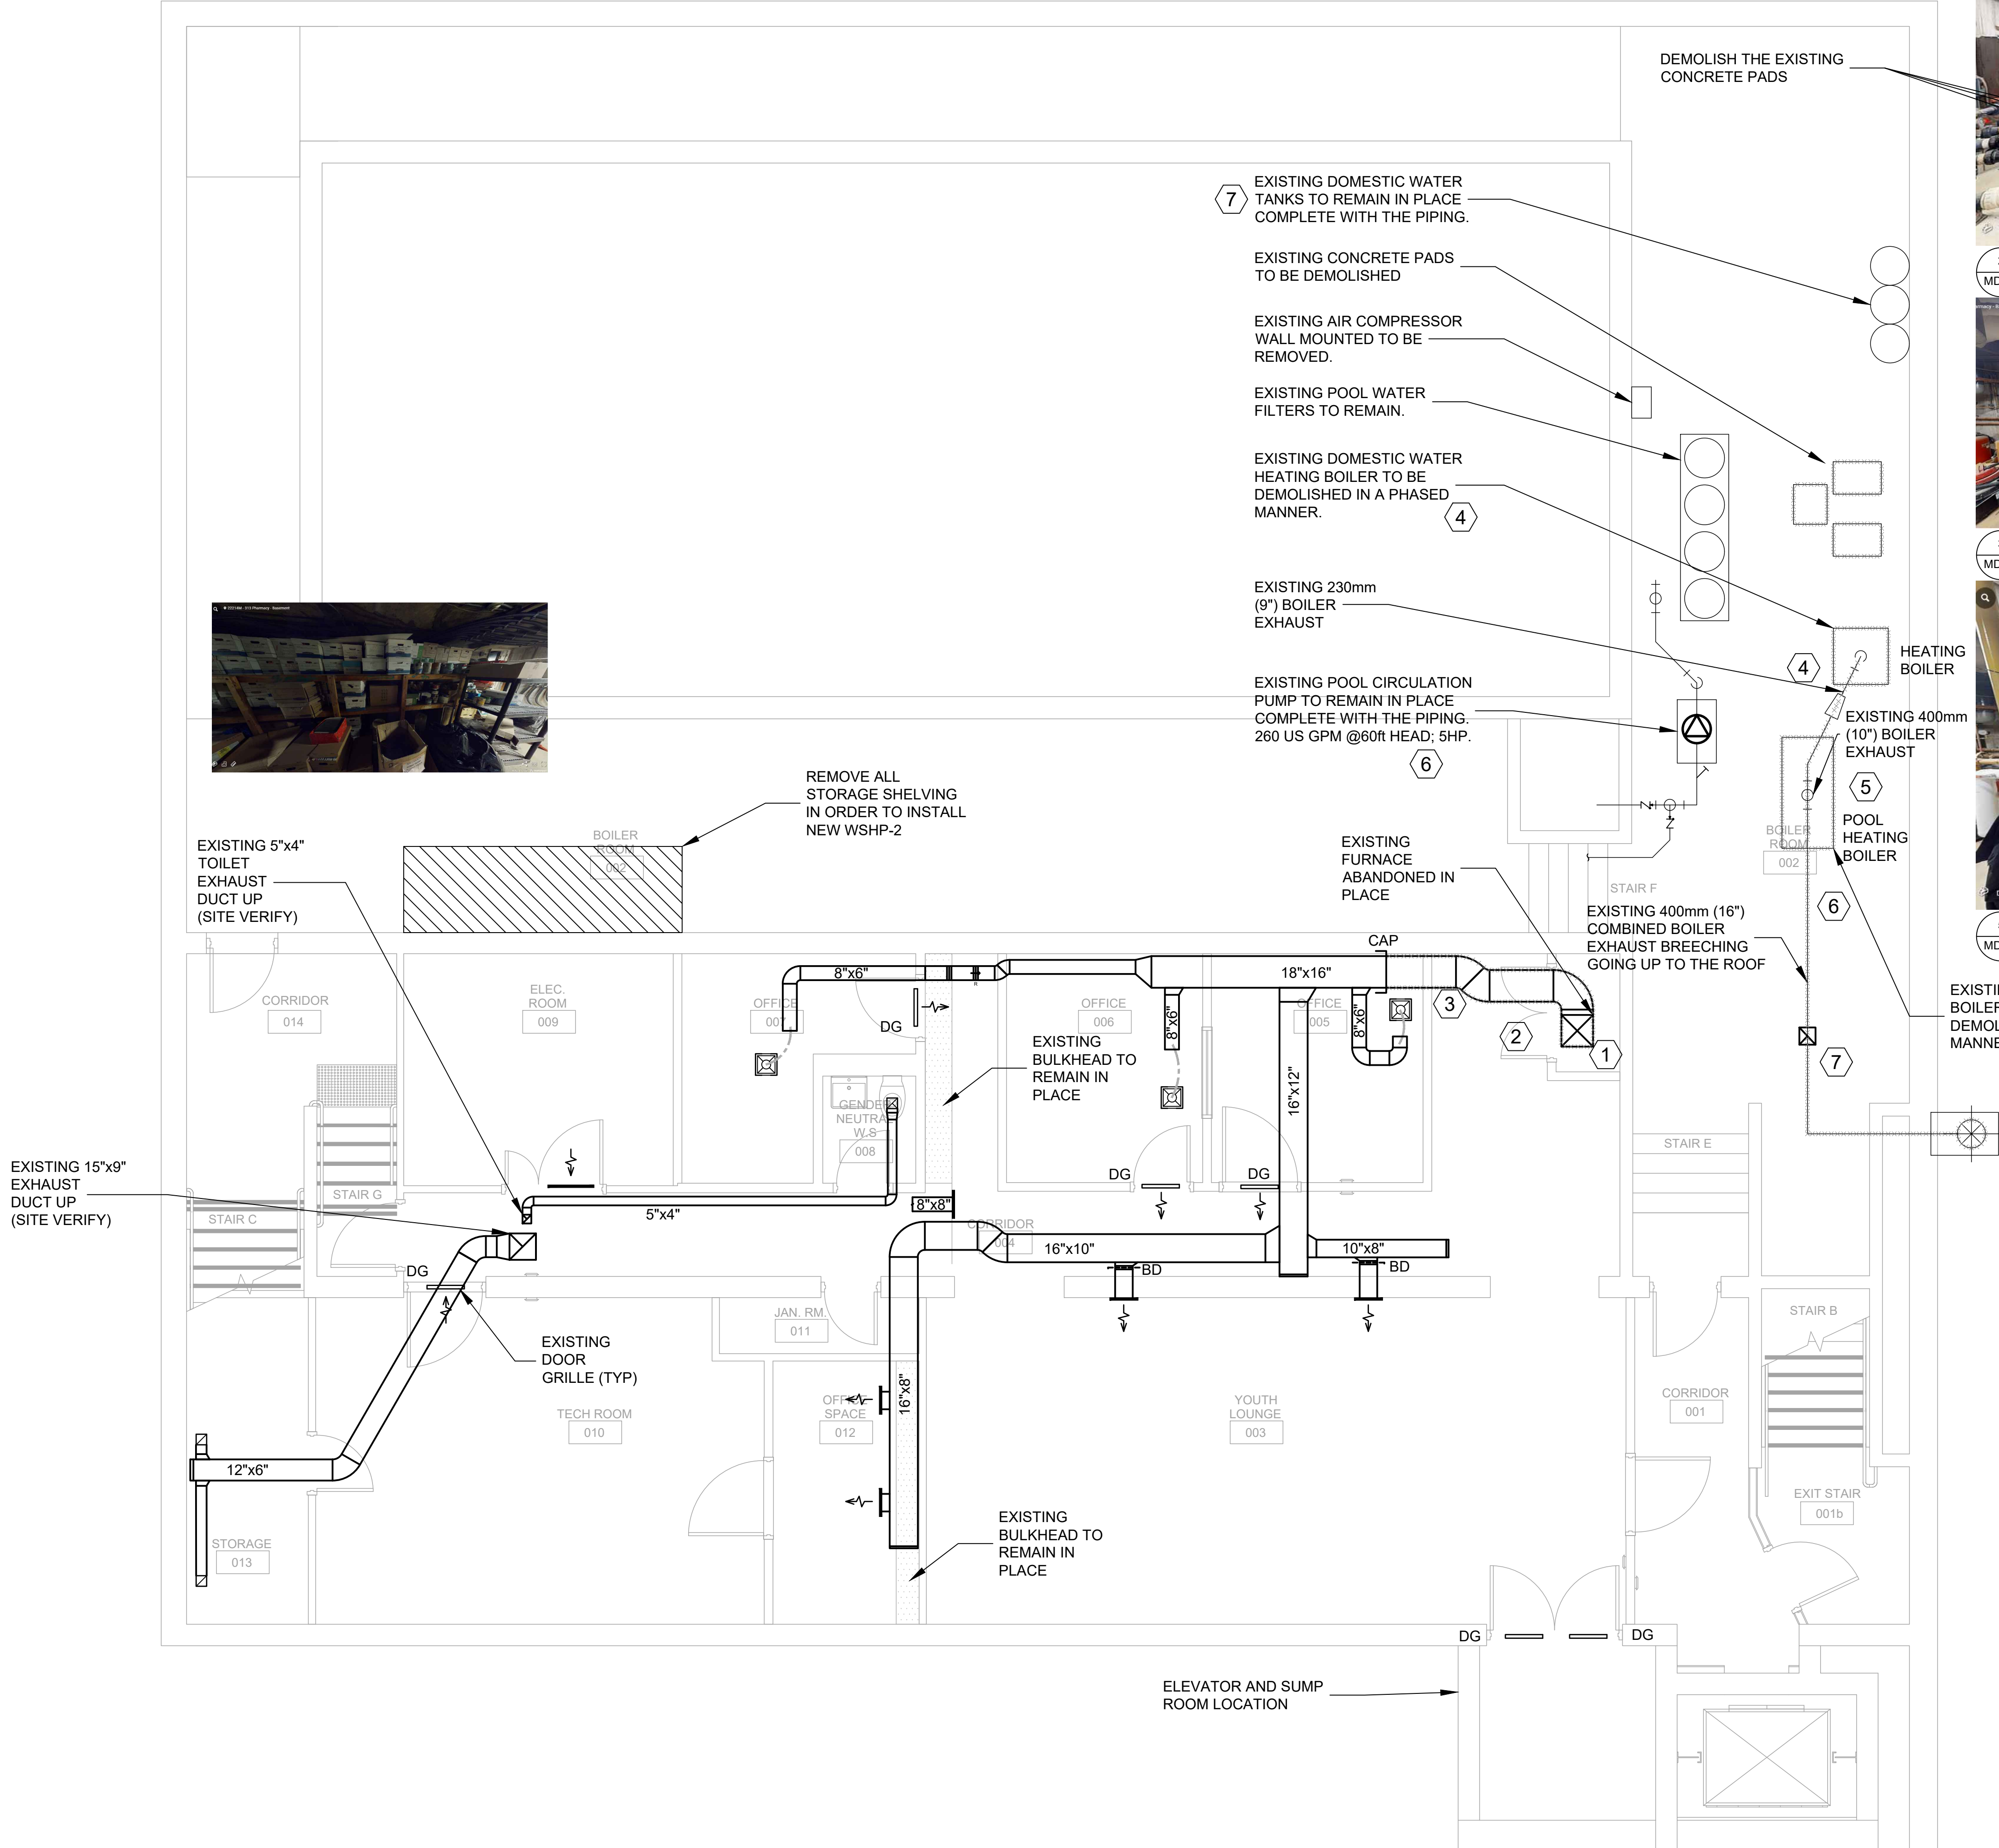 DEMOLISH THE EXISTING
CONCRETE PADS
7
EXISTING DOMESTIC WATER
TANKS TO REMAIN IN PLACE
COMPLETE WITH THE PIPING.
EXISTING CONCRETE PADS
TO BE DEMOLISHED
EXISTING AIR COMPRESSOR
WALL MOUNTED TO BE
REMOVED.
EXISTING POOL WATER
FILTERS TO REMAIN.
EXISTING DOMESTIC WATER
HEATING BOILER TO BE
DEMOLISHED IN A PHASED
MANNER.
4
EXISTING 230mm
(9") BOILER
EXHAUST
EXISTING POOL CIRCULATION
PUMP TO REMAIN IN PLACE
COMPLETE WITH THE PIPING.
260 US GPM @60ft HEAD; 5HP.
6
4
HEATING
BOILER
EXISTING 400mm
(10") BOILER
EXHAUST
5
POOL
HEATING
BOILER
BOILER
ROOM
002
6
MD
MD
MD
REMOVE ALL
STORAGE SHELVING
IN ORDER TO INSTALL
NEW WSHP-2
BOILER
ROOM
002
EXISTING 5"x4"
TOILET
EXHAUST
DUCT UP
(SITE VERIFY)
EXISTING
FURNACE
ABANDONED IN
PLACE
STAIR F
EXISTING 400mm (16")
COMBINED BOILER
EXHAUST BREECHING
GOING UP TO THE ROOF
CAP
8"x6"
18"x16"
3
2
1
7
CORRIDOR
014
ELEC.
ROOM
009
OFFICE
007
DG
OFFICE
006
8"x6"
OFFICE
005
8"x6"
16"x12"
EXISTING
BULKHEAD TO
REMAIN IN
PLACE
GENDER
NEUTRAL
W.S
008
EXISTI
BOILER
DEMOL
MANNE
STAIR E
EXISTING 15"x9"
EXHAUST
DUCT UP
(SITE VERIFY)
STAIR G
STAIR C
5"x4"
8"x8"
DG
DG
CORRIDOR
004
16"x10"
10"x8"
BD
BD
DG
JAN. RM.
011
STAIR B
EXISTING
DOOR
GRILLE (TYP)
TECH ROOM
010
OFFICE
SPACE
012
16"x8"
YOUTH
LOUNGE
003
CORRIDOR
001
12"x6"
EXIT STAIR
001b
STORAGE
013
EXISTING
BULKHEAD TO
REMAIN IN
PLACE
DG
DG
ELEVATOR AND SUMP
ROOM LOCATION